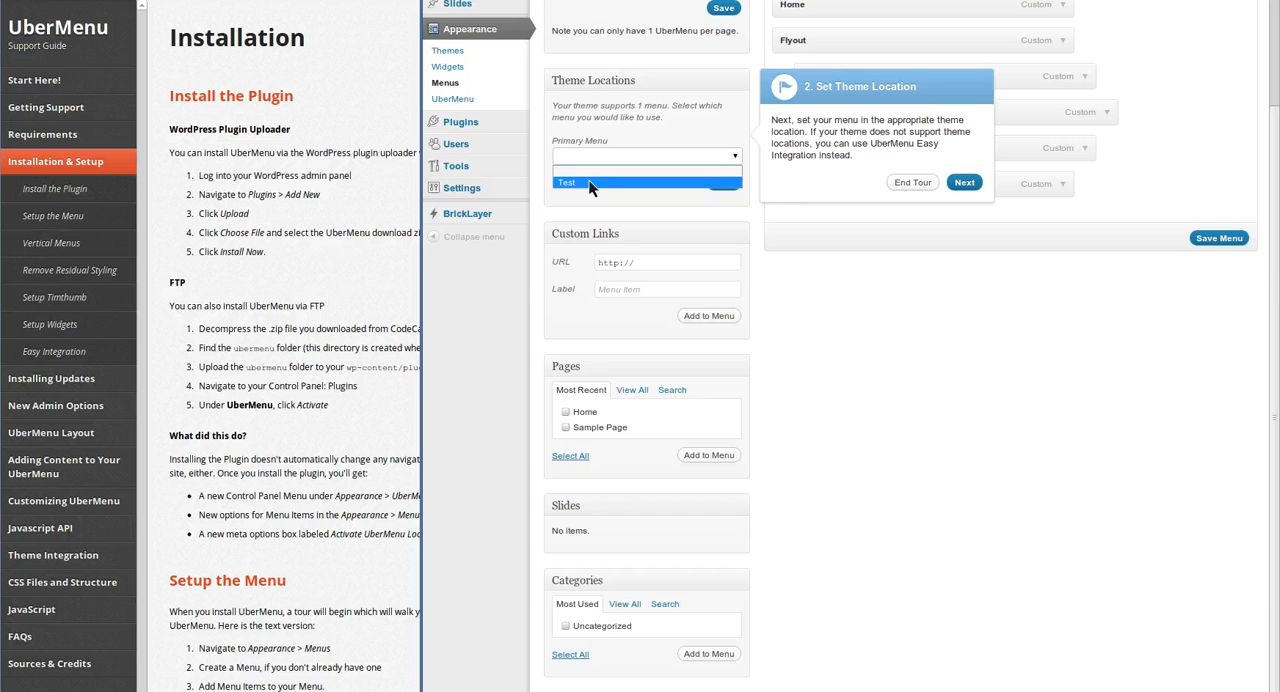 UberMenu
Support Guide
Start Here!
Getting Support
Requirements
Installation & Setup
Install the Plugin
Setup the Menu
Vertical Menus
Remove Residual Styling
Setup Timthumb
Setup Widgets
Easy Integration
Installing Updates
New Admin Options
UberMenu Layout
Adding Content to Your
UberMenu
Customizing UberMenu
Javascript API
Theme Integration
CSS Files and Structure
JavaScript
FAQs
Sources & Credits
Installation
Install the Plugin
WordPress Plugin Uploader
You can install UberMenu via the WordPress plugin uploader
1. Log into your WordPress admin panel
2. Navigate to Plugins > Add New
3. Click Upload
4. Click Choose File and select the UberMenu download
5. Click Install Now.
FTP
You can also install UberMenu via FTP
1. Decompress the .zip file you downloaded from CodeCa
2. Find the ubermenu folder (this directory is created whe
3. Upload the ubermenu folder to your wp-content/plu
4. Navigate to your Control Panel: Plugins
5. Under UberMenu, click Activate
What did this do?
Installing the Plugin doesn't automatically change any navigat
site, either. Once you install the plugin, you'll get:
• A new Control Panel Menu under Appearance > UberMe
• New options for Menu Items in the Appearance > Menu
• A new meta options box labeled Activate UberMenu Loc
Setup the Menu
When you install UberMenu, a tour will begin which will walk y
UberMenu. Here is the text version:
1. Navigate to Appearance > Menus
2. Create a Menu, if you don't already have one
3. Add Menu Items to your Menu.
Slides
Appearance
Themes
Widgets
Menus
UberMenu
Plugins
Users
Tools
Settings
BrickLayer
Collapse menu
Save
Note you can only have 1 UberMenu per page.
Theme Locations
Your theme supports 1 menu. Select which
menu you would like to use.
Primary Menu
Test
Custom Links
URL http://
Label Menu Item
Add to Menu
Pages
Most Recent View All Search
Home
Sample Page
Select All Add to Menu
Slides
No items.
Categories
Most Used View All Search
Uncategorized
Select All Add to Menu
Home Custom
Flyout Custom
Custom
Custom
Custom
Custom
2. Set Theme Location
Next, set your menu in the appropriate theme
location. If your theme does not support theme
locations, you can use UberMenu Easy
Integration instead.
End Tour Next
Save Menu